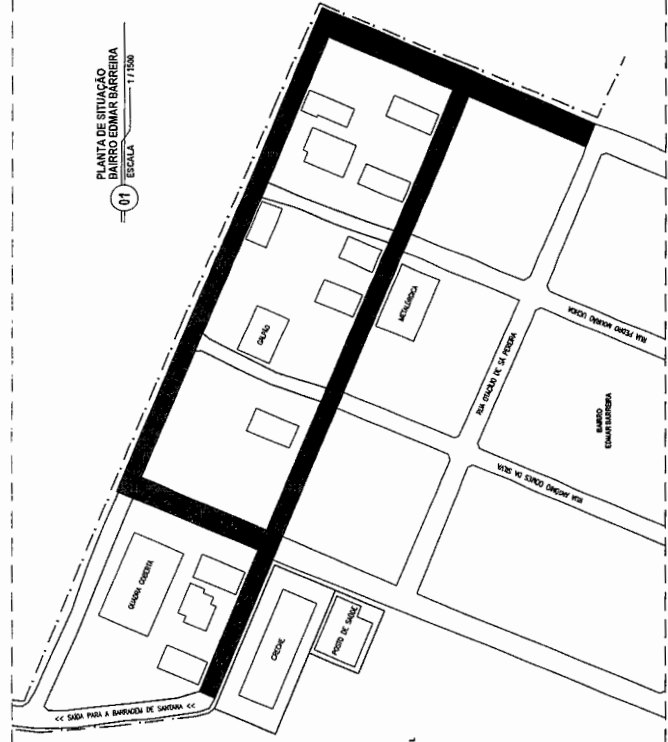 PLANTA DE SITUAÇÃO
BAIRRO EDMAR BARREIRA
01
ESCALA
1 / 1500
GALPÃO
METALÚRGICA
RUA OTACÍLIO DE SÁ PEREIRA
RUA PEDRO MOURÃO UCHOA
BAIRRO
EDMAR BARREIRA
RUA ANTÔNIO GOMES DA SILVA
QUADRA COBERTA
CRECHE
POSTO DE SAÚDE
<< SAÍDA PARA A BARRAGEM DE SANTANA <<